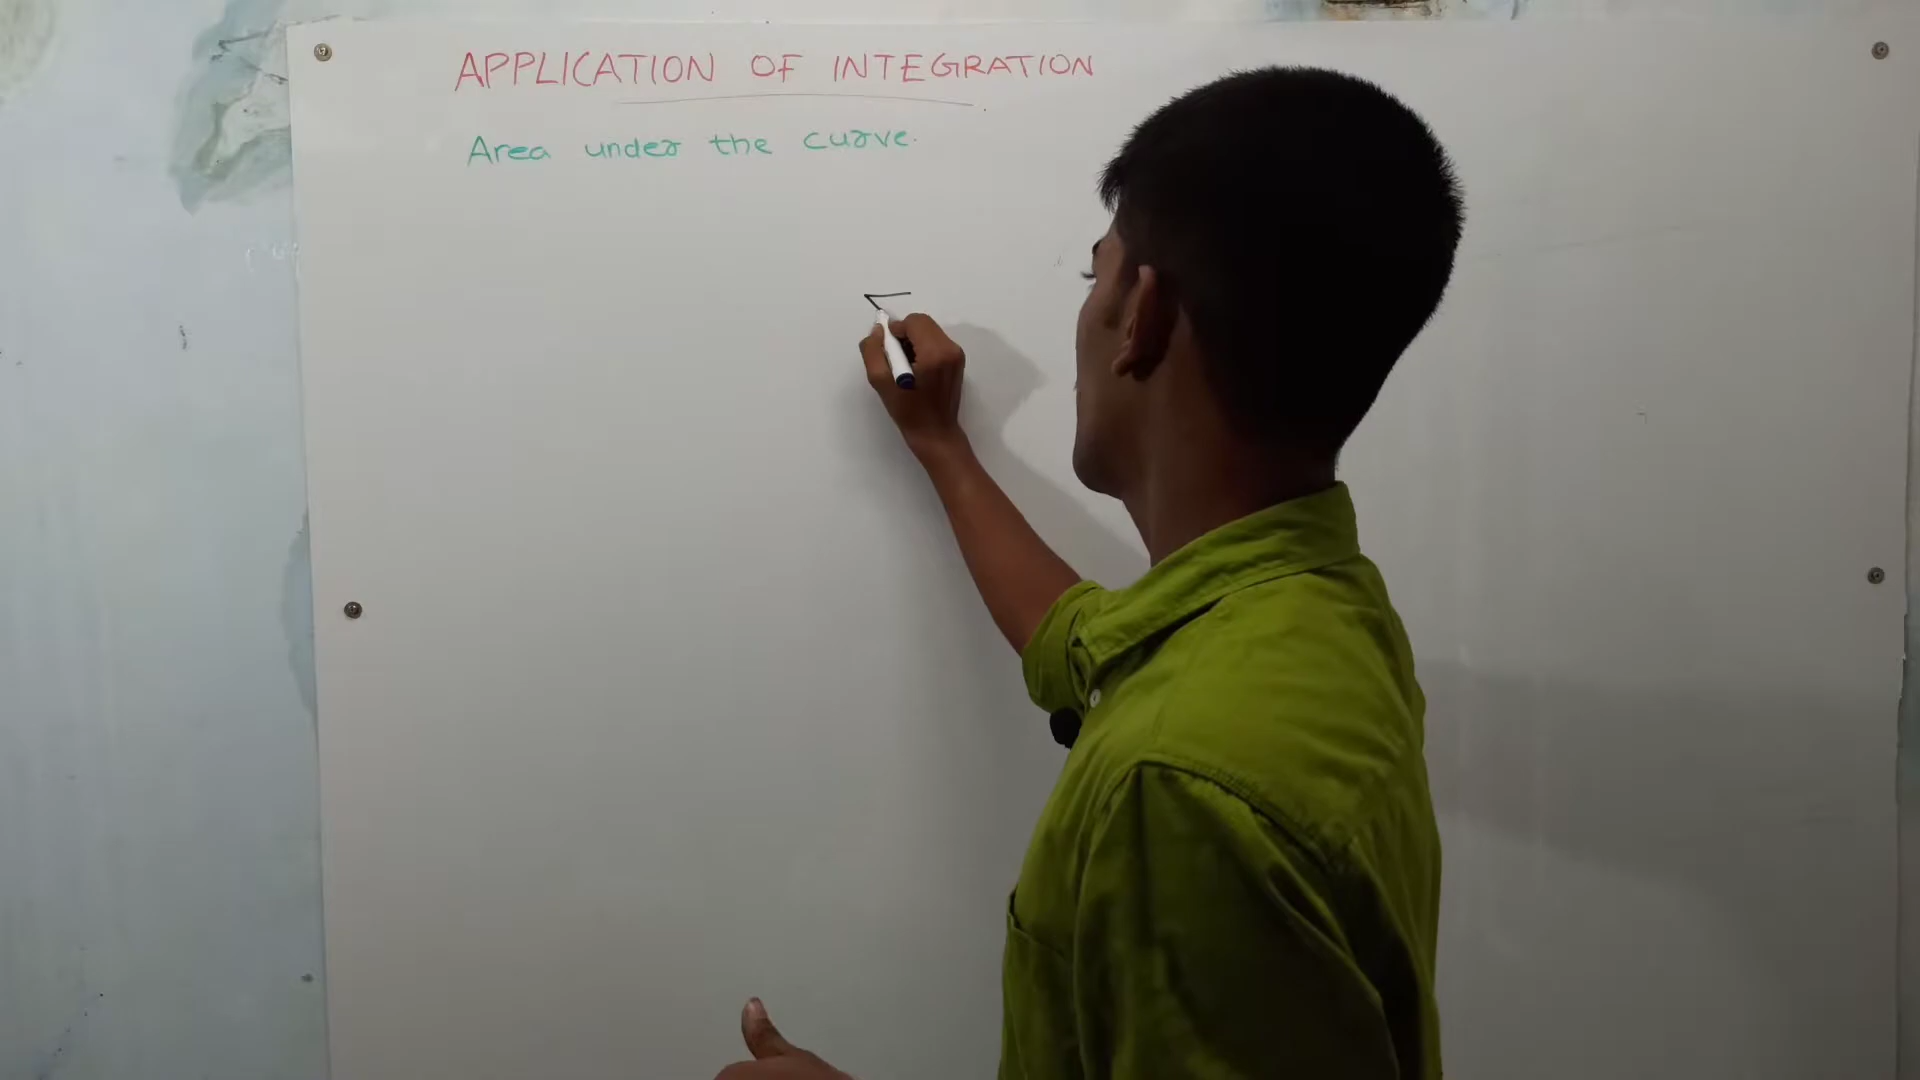 APPLICATION OF INTEGRATION
Area under the curve.